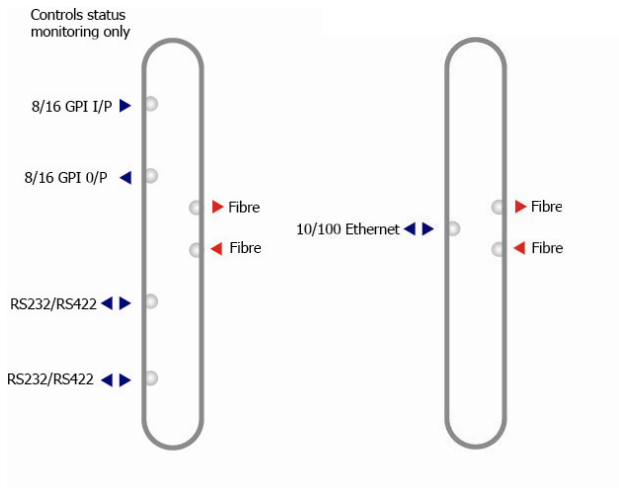 Controls status
monitoring only
8/16 GPI I/P
8/16 GPI 0/P
Fibre
Fibre
RS232/RS422
RS232/RS422
10/100 Ethernet
Fibre
Fibre